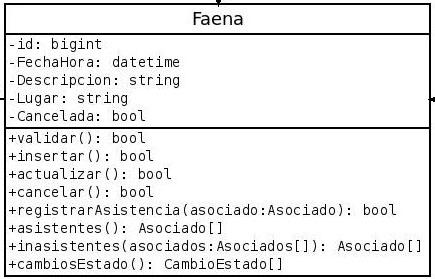 Faena
-id: bigint
-FechaHora: datetime
-Descripcion: string
-Lugar: string
-Cancelada: bool
+validar(): bool
+insertar(): bool
+actualizar(): bool
+cancelar(): bool
+registrarAsistencia(asociado:Asociado): bool
+asistentes(): Asociado[]
+inasistentes(asociados:Asociados[]): Asociado[]
+cambiosEstado(): CambioEstado[]